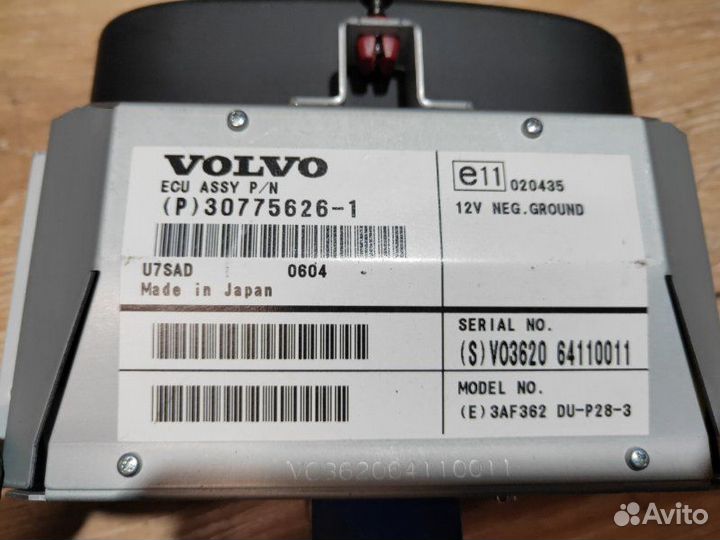 VOLVO
ECU ASSY P/N
(P)30775626-1
U7SAD 0604
Made in Japan
e11 020435
12V NEG.GROUND
SERIAL NO.
(S)VO3620 64110011
MODEL NO.
(E)3AF362 DU-P28-3
VO362064110011
Avito